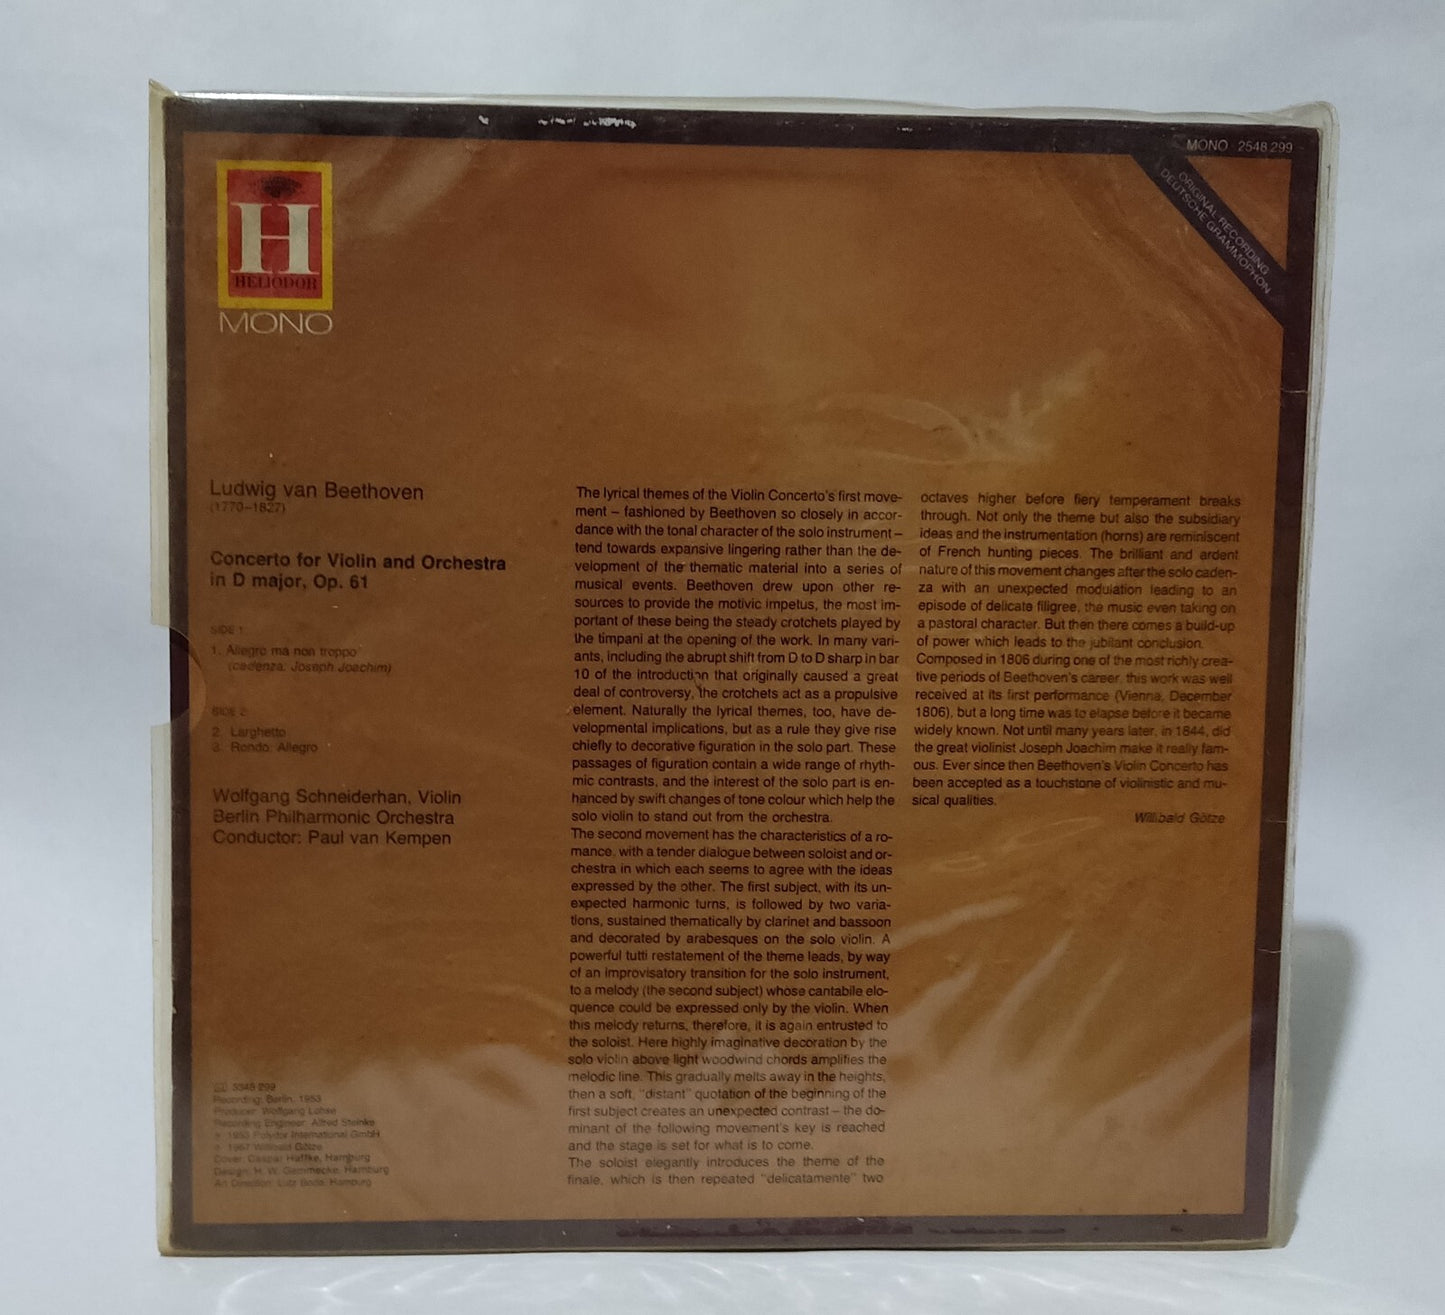 MONO · 2548 299
ORIGINAL RECORDING
DEUTSCHE GRAMMOPHON
H
HELIODOR
MONO
Ludwig van Beethoven
(1770–1827)
Concerto for Violin and Orchestra
in D major, Op. 61
SIDE 1
1. Allegro ma non troppo
(cadenza: Joseph Joachim)
SIDE 2
2. Larghetto
3. Rondo: Allegro
Wolfgang Schneiderhan, Violin
Berlin Philharmonic Orchestra
Conductor: Paul van Kempen
3348 299
Recording: Berlin, 1953
Producer: Wolfgang Lohse
Recording Engineer: Alfred Steinke
1953 Polydor International GmbH
1967 Willibald Götze
Cover: Caspar Haffke, Hamburg
Design: H. W. Gemmecke, Hamburg
Art Direction: Lutz Bode, Hamburg
The lyrical themes of the Violin Concerto's first move-
ment – fashioned by Beethoven so closely in accor-
dance with the tonal character of the solo instrument –
tend towards expansive lingering rather than the de-
velopment of the thematic material into a series of
musical events. Beethoven drew upon other re-
sources to provide the motivic impetus, the most im-
portant of these being the steady crotchets played by
the timpani at the opening of the work. In many vari-
ants, including the abrupt shift from D to D sharp in bar
10 of the introduction that originally caused a great
deal of controversy, the crotchets act as a propulsive
element. Naturally the lyrical themes, too, have de-
velopmental implications, but as a rule they give rise
chiefly to decorative figuration in the solo part. These
passages of figuration contain a wide range of rhyth-
mic contrasts, and the interest of the solo part is en-
hanced by swift changes of tone colour which help the
solo violin to stand out from the orchestra.
The second movement has the characteristics of a ro-
mance, with a tender dialogue between soloist and or-
chestra in which each seems to agree with the ideas
expressed by the other. The first subject, with its un-
expected harmonic turns, is followed by two varia-
tions, sustained thematically by clarinet and bassoon
and decorated by arabesques on the solo violin. A
powerful tutti restatement of the theme leads, by way
of an improvisatory transition for the solo instrument,
to a melody (the second subject) whose cantabile elo-
quence could be expressed only by the violin. When
this melody returns, therefore, it is again entrusted to
the soloist. Here highly imaginative decoration by the
solo violin above light woodwind chords amplifies the
melodic line. This gradually melts away in the heights,
then a soft, "distant" quotation of the beginning of the
first subject creates an unexpected contrast – the do-
minant of the following movement's key is reached
and the stage is set for what is to come.
The soloist elegantly introduces the theme of the
finale, which is then repeated "delicatamente" two
octaves higher before fiery temperament breaks
through. Not only the theme but also the subsidiary
ideas and the instrumentation (horns) are reminiscent
of French hunting pieces. The brilliant and ardent
nature of this movement changes after the solo caden-
za with an unexpected modulation leading to an
episode of delicate filigree, the music even taking on
a pastoral character. But then there comes a build-up
of power which leads to the jubilant conclusion.
Composed in 1806 during one of the most richly crea-
tive periods of Beethoven's career, this work was well
received at its first performance (Vienna, December
1806), but a long time was to elapse before it became
widely known. Not until many years later, in 1844, did
the great violinist Joseph Joachim make it really fam-
ous. Ever since then Beethoven's Violin Concerto has
been accepted as a touchstone of violinistic and mu-
sical qualities.
Willibald Götze